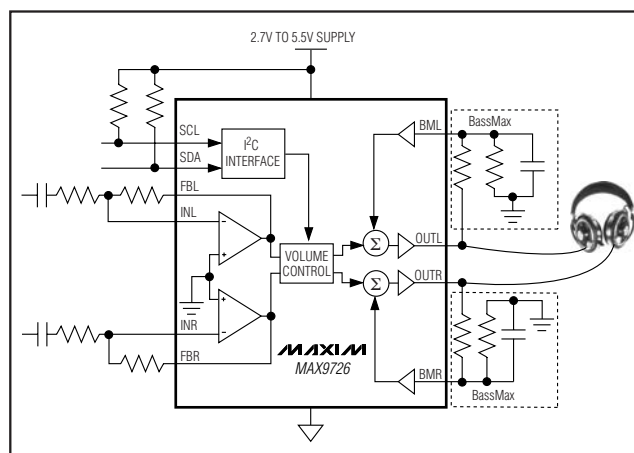 2.7V TO 5.5V SUPPLY
BassMax
SCL
BML
I²C
INTERFACE
SDA
FBL
INL
−
+
Σ
OUTL
VOLUME
CONTROL
+
−
Σ
OUTR
INR
FBR
MAXIM
MAX9726
BMR
BassMax